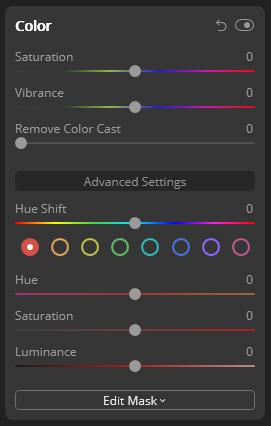 Color
Saturation 0
Vibrance 0
Remove Color Cast 0
Advanced Settings
Hue Shift 0
Hue 0
Saturation 0
Luminance 0
Edit Mask